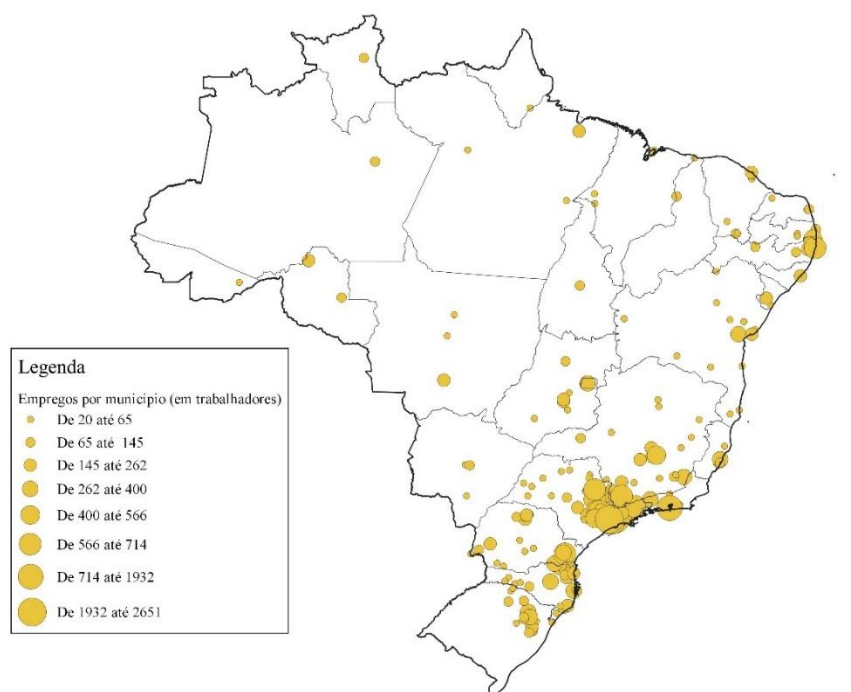 Legenda
Empregos por município (em trabalhadores)
De 20 até 65
De 65 até 145
De 145 até 262
De 262 até 400
De 400 até 566
De 566 até 714
De 714 até 1932
De 1932 até 2651